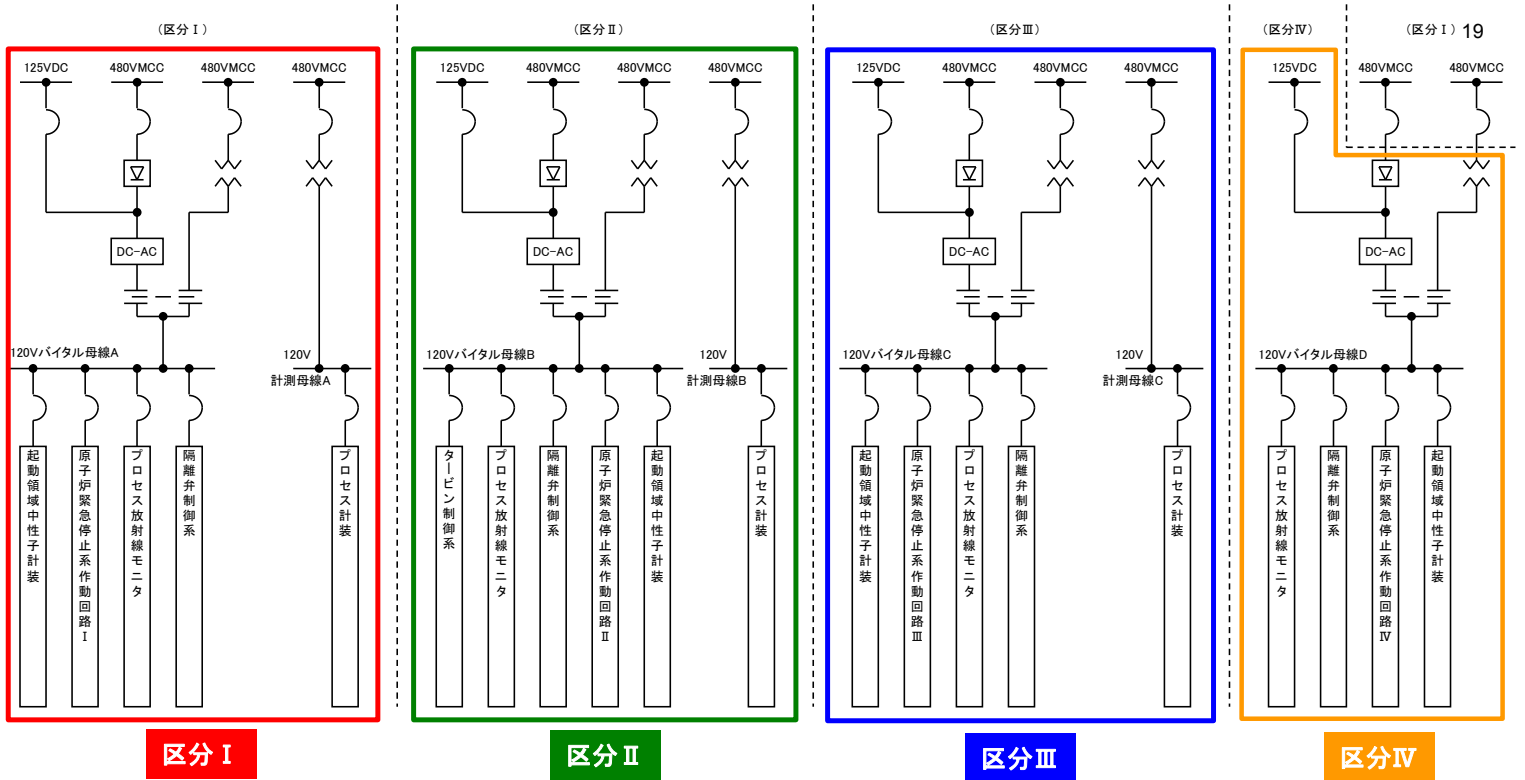 （区分Ⅰ）
（区分Ⅱ）
（区分Ⅲ）
（区分Ⅳ）
（区分Ⅰ）
19
125VDC
480VMCC
480VMCC
480VMCC
DC-AC
120Vバイタル母線A
120V
計測母線A
起動領域中性子計装
原子炉緊急停止系作動回路Ⅰ
プロセス放射線モニタ
隔離弁制御系
プロセス計装
区分Ⅰ
125VDC
480VMCC
480VMCC
480VMCC
DC-AC
120Vバイタル母線B
120V
計測母線B
タービン制御系
プロセス放射線モニタ
隔離弁制御系
原子炉緊急停止系作動回路Ⅱ
起動領域中性子計装
プロセス計装
区分Ⅱ
125VDC
480VMCC
480VMCC
480VMCC
DC-AC
120Vバイタル母線C
120V
計測母線C
起動領域中性子計装
原子炉緊急停止系作動回路Ⅲ
プロセス放射線モニタ
隔離弁制御系
プロセス計装
区分Ⅲ
125VDC
480VMCC
480VMCC
DC-AC
120Vバイタル母線D
プロセス放射線モニタ
隔離弁制御系
原子炉緊急停止系作動回路Ⅳ
起動領域中性子計装
区分Ⅳ